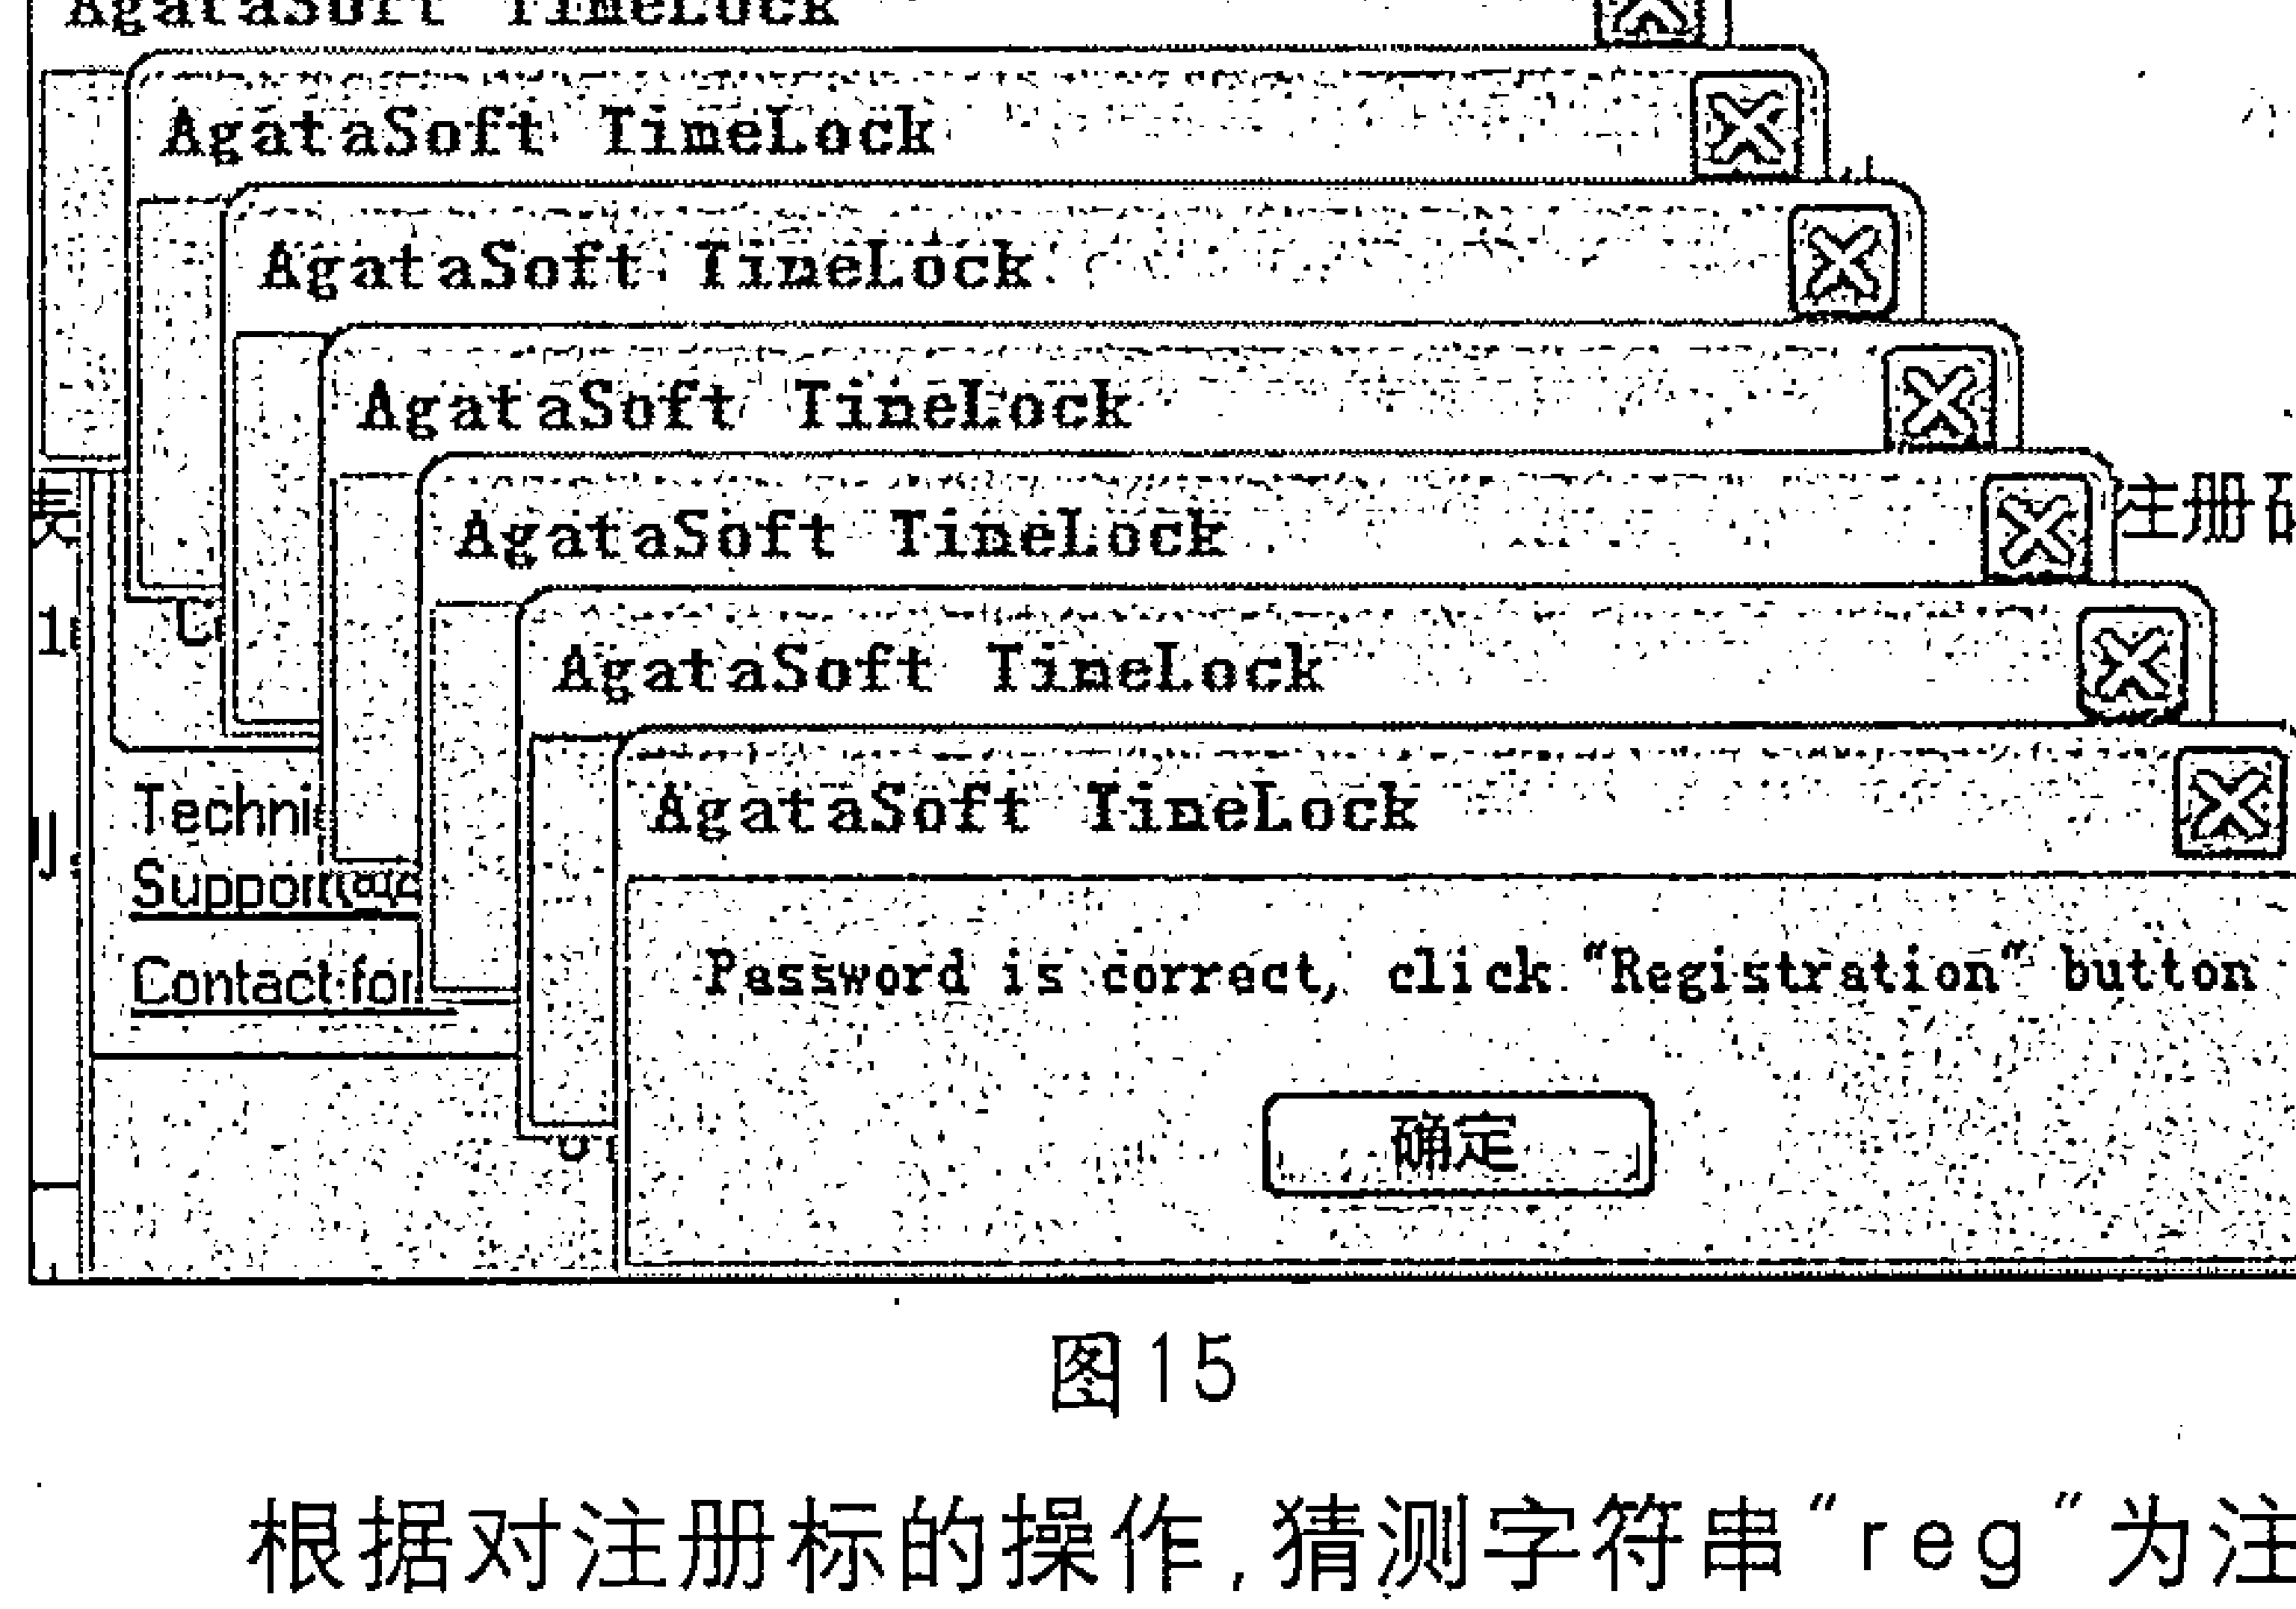 AgataSoft TimeLock
AgataSoft TimeLock
AgataSoft TimeLock
AgataSoft TimeLock
AgataSoft TimeLock
注册
AgataSoft TimeLock
AgataSoft TimeLock
Techni
Support
Contact for
Password is correct, click "Registration" button
确定
图15
根据对注册标的操作,猜测字符串"reg"为注